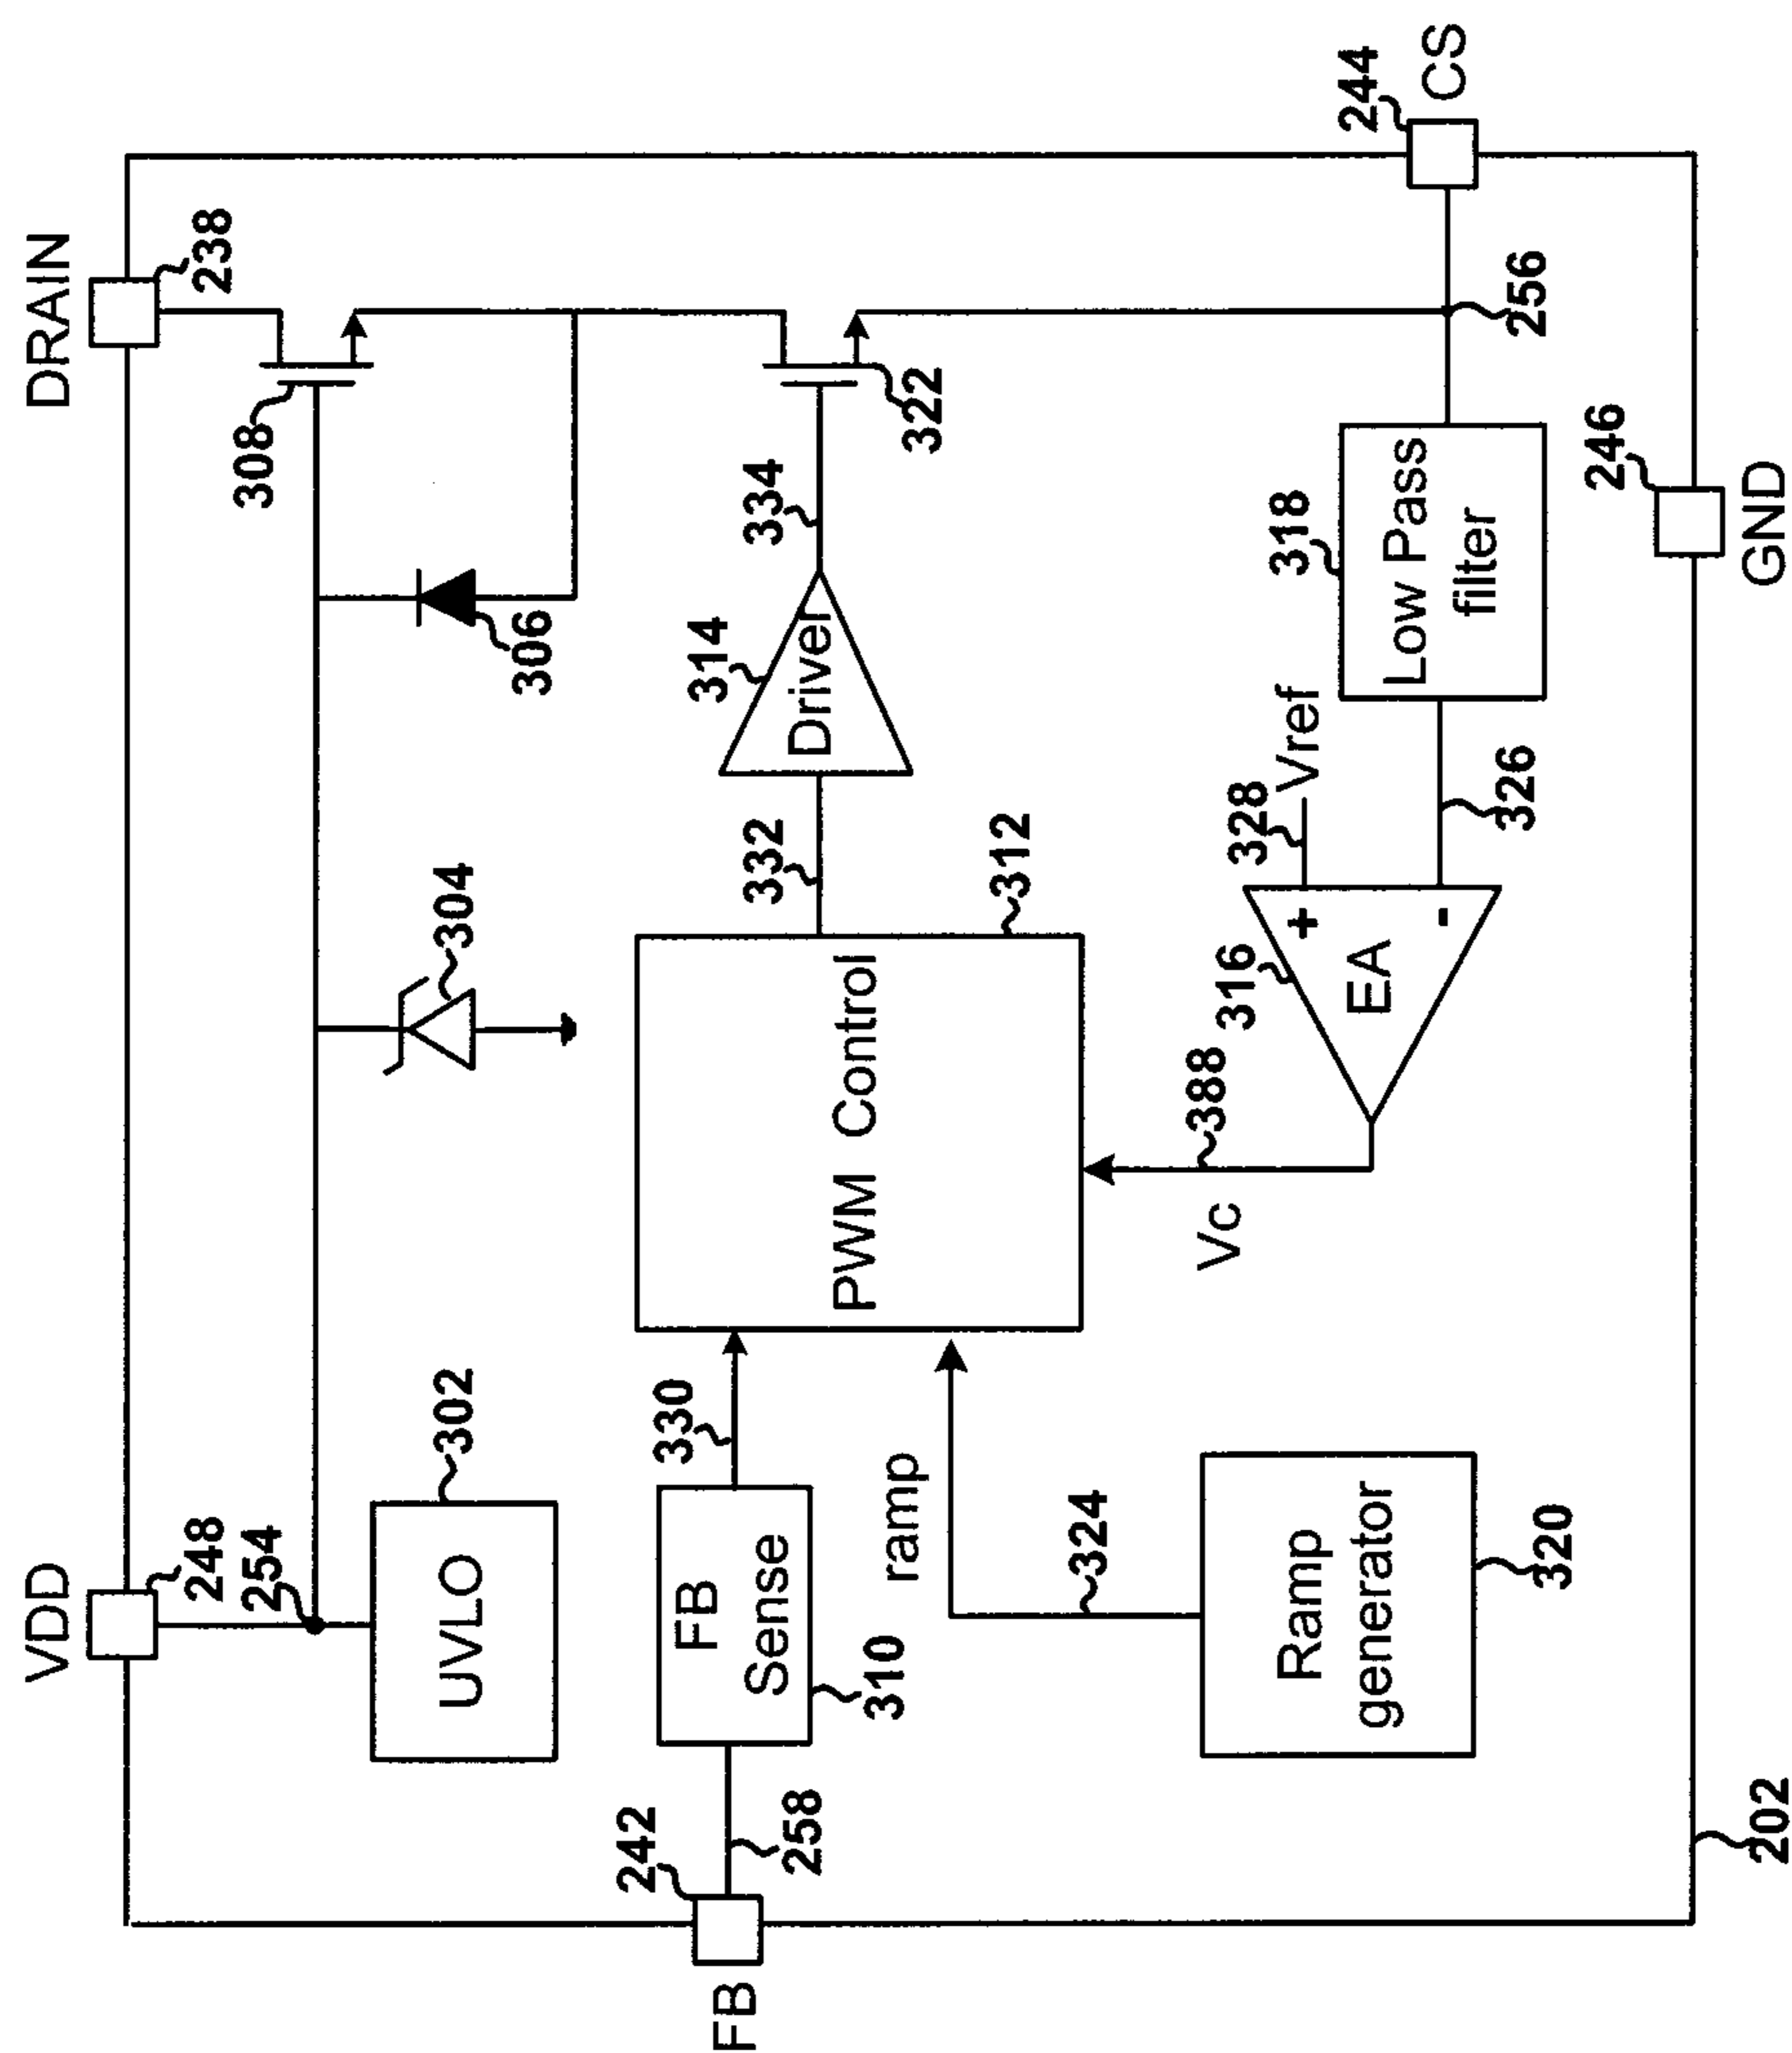 VDD
DRAIN
248
254
238
308
302
UVLO
304
306
FB
242
258
FB
Sense
310
330
PWM Control
312
332
314
Driver
334
322
ramp
324
Ramp
generator
320
Vc
388
316
EA
+
-
328
Vref
326
318
Low Pass
filter
256
244
CS
246
GND
202